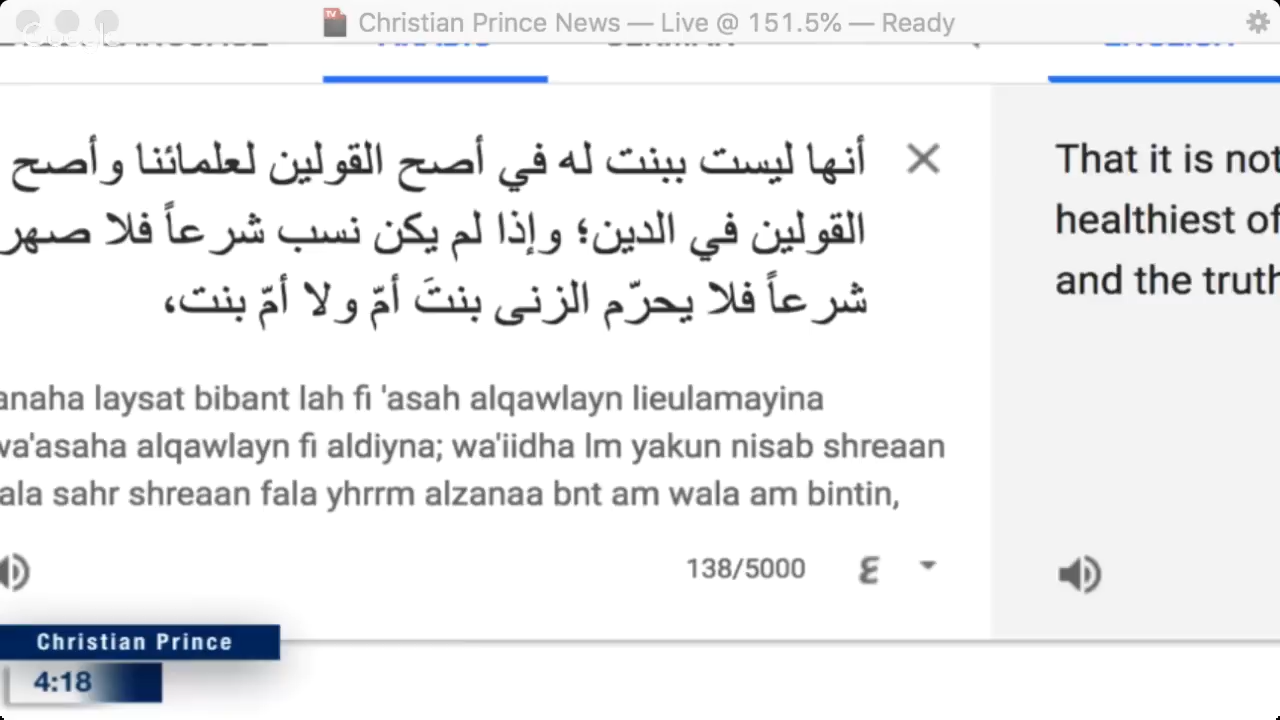 Christian Prince News — Live @ 151.5% — Ready
أنها ليست ببنت له في أصح القولين لعلمائنا وأصح
القولين في الدين؛ وإذا لم يكن نسب شرعاً فلا صهر
شرعاً فلا يحرّم الزنى بنتَ أمّ ولا أمّ بنت،
anaha laysat bibant lah fi 'asah alqawlayn lieulamayina
wa'asaha alqawlayn fi aldiyna; wa'iidha lm yakun nisab shreaan
ala sahr shreaan fala yhrrm alzanaa bnt am wala am bintin,
138/5000
ع
That it is not
healthiest of
and the truth
Christian Prince
4:18